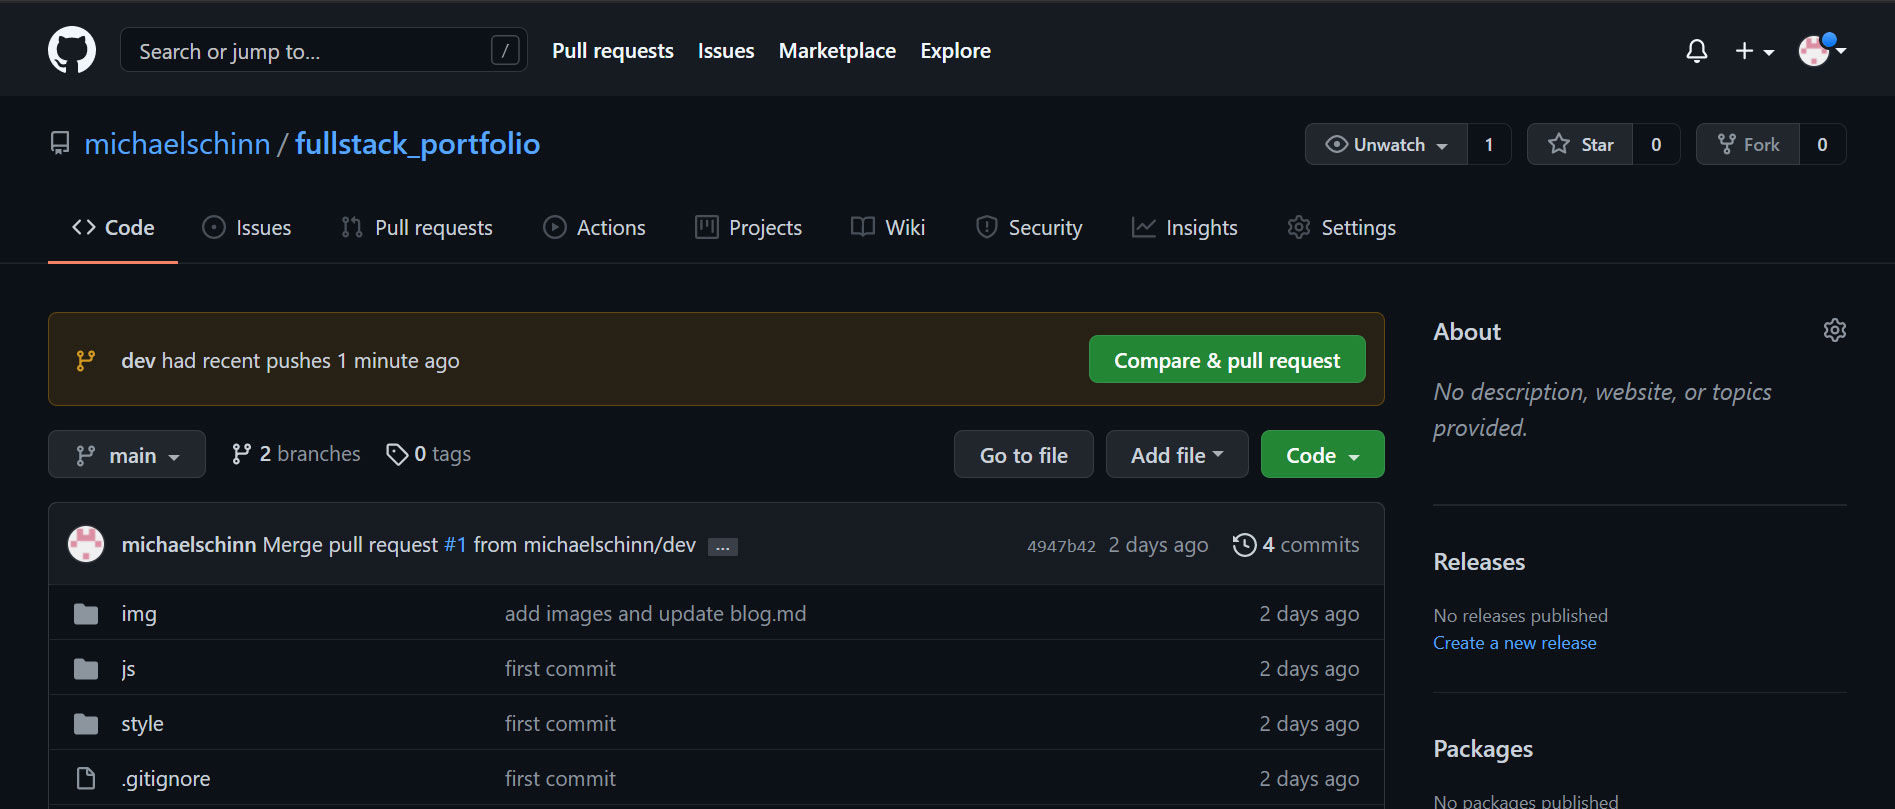 Search or jump to... /
Pull requests Issues Marketplace Explore
michaelschinn / fullstack_portfolio
Unwatch 1 Star 0 Fork 0
Code Issues Pull requests Actions Projects Wiki Security Insights Settings
dev had recent pushes 1 minute ago Compare & pull request
main 2 branches 0 tags Go to file Add file Code
michaelschinn Merge pull request #1 from michaelschinn/dev ... 4947b42 2 days ago 4 commits
img add images and update blog.md 2 days ago
js first commit 2 days ago
style first commit 2 days ago
.gitignore first commit 2 days ago
About
No description, website, or topics
provided.
Releases
No releases published
Create a new release
Packages
No packages published